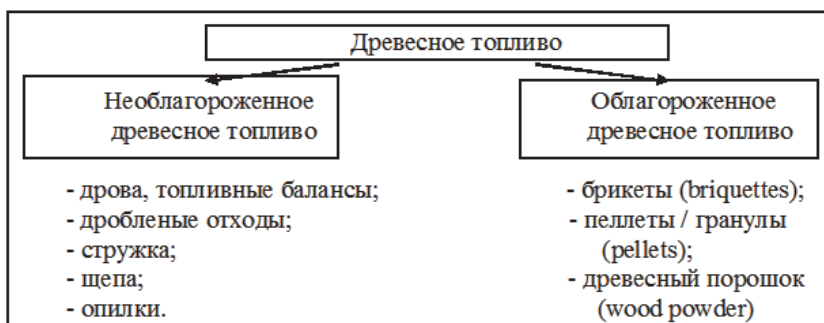 Древесное топливо
Необлагороженное
древесное топливо
- дрова, топливные балансы;
- дробленые отходы;
- стружка;
- щепа;
- опилки.
Облагороженное
древесное топливо
- брикеты (briquettes);
- пеллеты / гранулы
(pellets);
- древесный порошок
(wood powder)